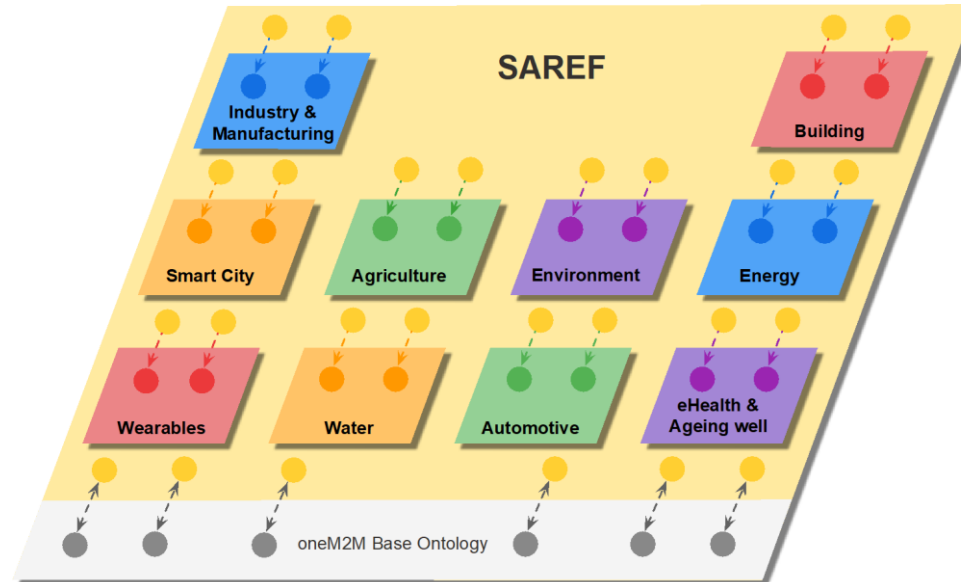 SAREF
Industry &
Manufacturing
Building
Smart City
Agriculture
Environment
Energy
Wearables
Water
Automotive
eHealth &
Ageing well
oneM2M Base Ontology